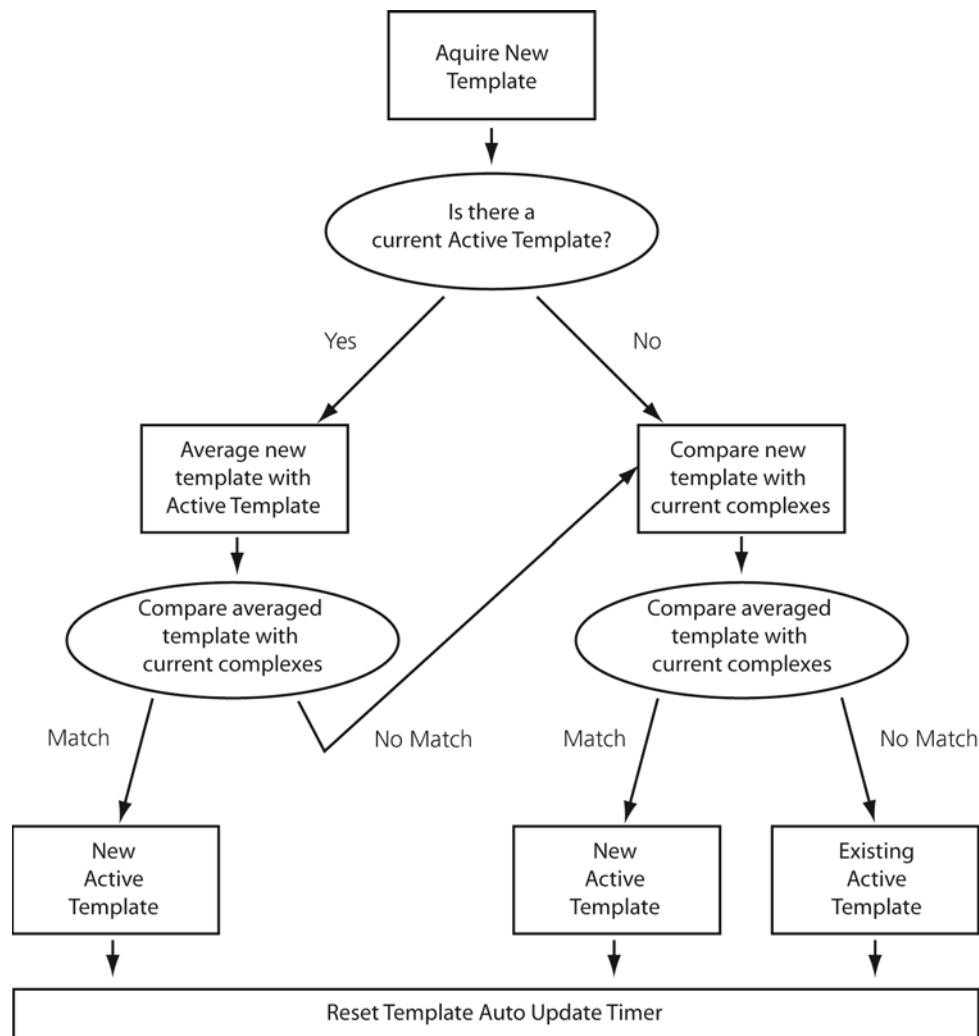 Aquire New
Template
Is there a
current Active Template?
Yes
No
Average new
template with
Active Template
Compare new
template with
current complexes
Compare averaged
template with
current complexes
Compare averaged
template with
current complexes
Match
No Match
Match
No Match
New
Active
Template
New
Active
Template
Existing
Active
Template
Reset Template Auto Update Timer